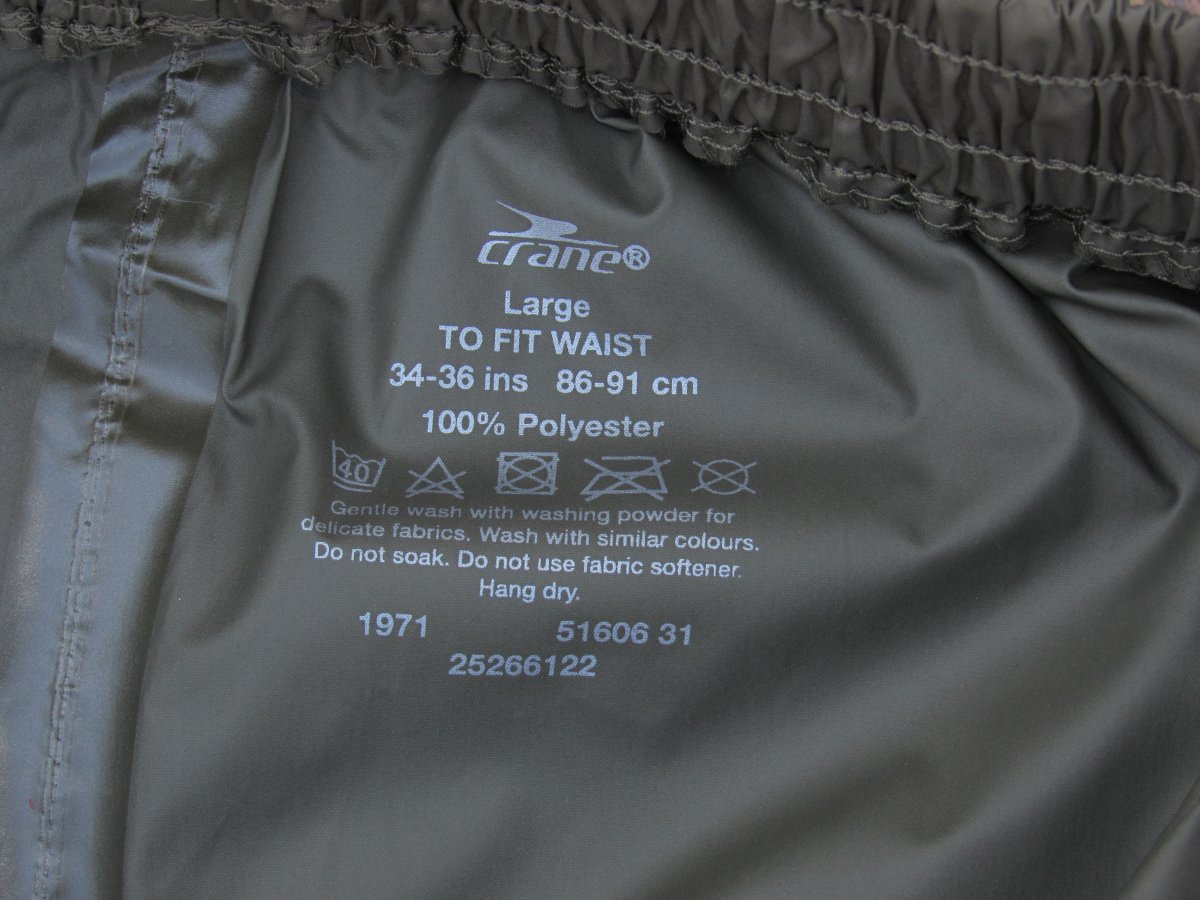 crane®
Large
TO FIT WAIST
34-36 ins 86-91 cm
100% Polyester
40
Gentle wash with washing powder for
delicate fabrics. Wash with similar colours.
Do not soak. Do not use fabric softener.
Hang dry.
1971 51606 31
25266122